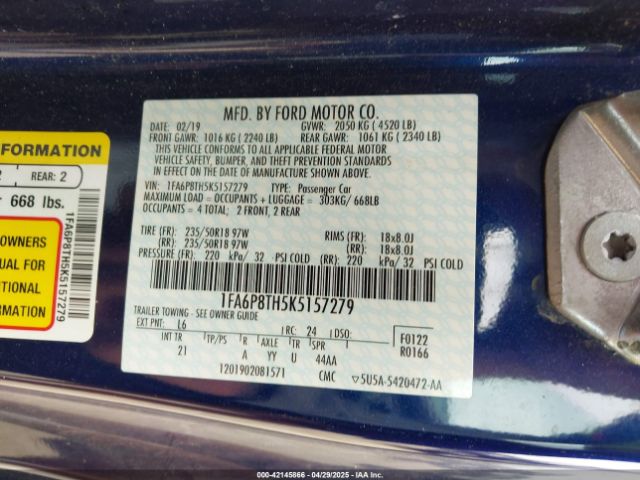 MFD. BY FORD MOTOR CO.
DATE: 02/19 GVWR: 2050 KG ( 4520 LB)
FRONT GAWR: 1016 KG ( 2240 LB) REAR GAWR: 1061 KG ( 2340 LB)
THIS VEHICLE CONFORMS TO ALL APPLICABLE FEDERAL MOTOR
VEHICLE SAFETY, BUMPER, AND THEFT PREVENTION STANDARDS
IN EFFECT ON THE DATE OF MANUFACTURE SHOWN ABOVE.
VIN: 1FA6P8TH5K5157279 TYPE: Passenger Car
MAXIMUM LOAD = OCCUPANTS + LUGGAGE = 303KG/ 668LB
OCCUPANTS = 4 TOTAL: 2 FRONT, 2 REAR
TIRE (FR): 235/50R18 97W RIMS (FR): 18x8.0J
(RR): 235/50R18 97W (RR): 18x8.0J
PRESSURE (FR): 220 kPa/ 32 PSI COLD (RR): 220 kPa/ 32 PSI COLD
1FA6P8TH5K5157279
TRAILER TOWING - SEE OWNER GUIDE
EXT PNT: L6 RC: 24 DSO:
INT TR TP/PS R AXLE TR SPR
21 A YY U 44AA
F0122
R0166
1201902081571 CMC ▽5U5A-5420472-AA
FORMATION
2 REAR: 2
r 668 lbs.
OWNERS
UAL FOR
DITIONAL
TION
1FA6P8TH5K5157279
000-42145866 - 04/29/2025 - IAA Inc.